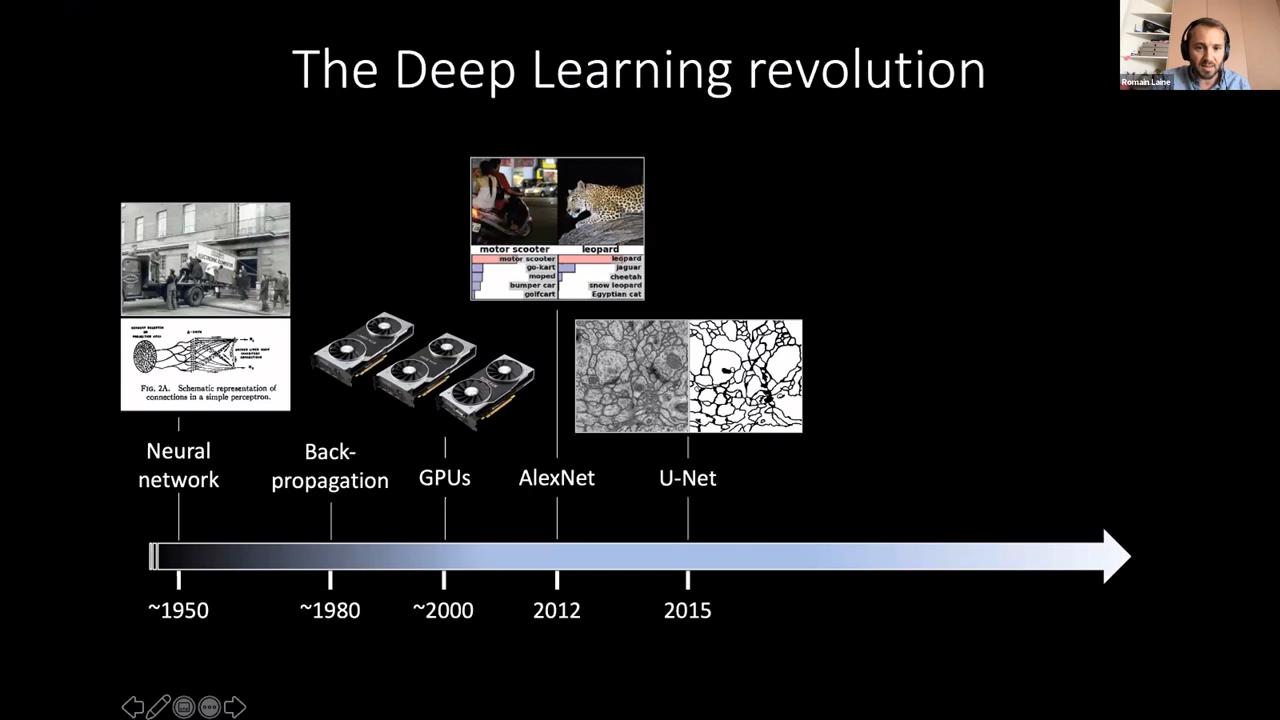 The Deep Learning revolution
Romain Laine
motor scooter
leopard
motor scooter
go-kart
moped
bumper car
golfcart
leopard
jaguar
cheetah
snow leopard
Egyptian cat
FIG. 2A. Schematic representation of
connections in a simple perceptron.
Neural
network
Back-
propagation
GPUs
AlexNet
U-Net
~1950
~1980
~2000
2012
2015